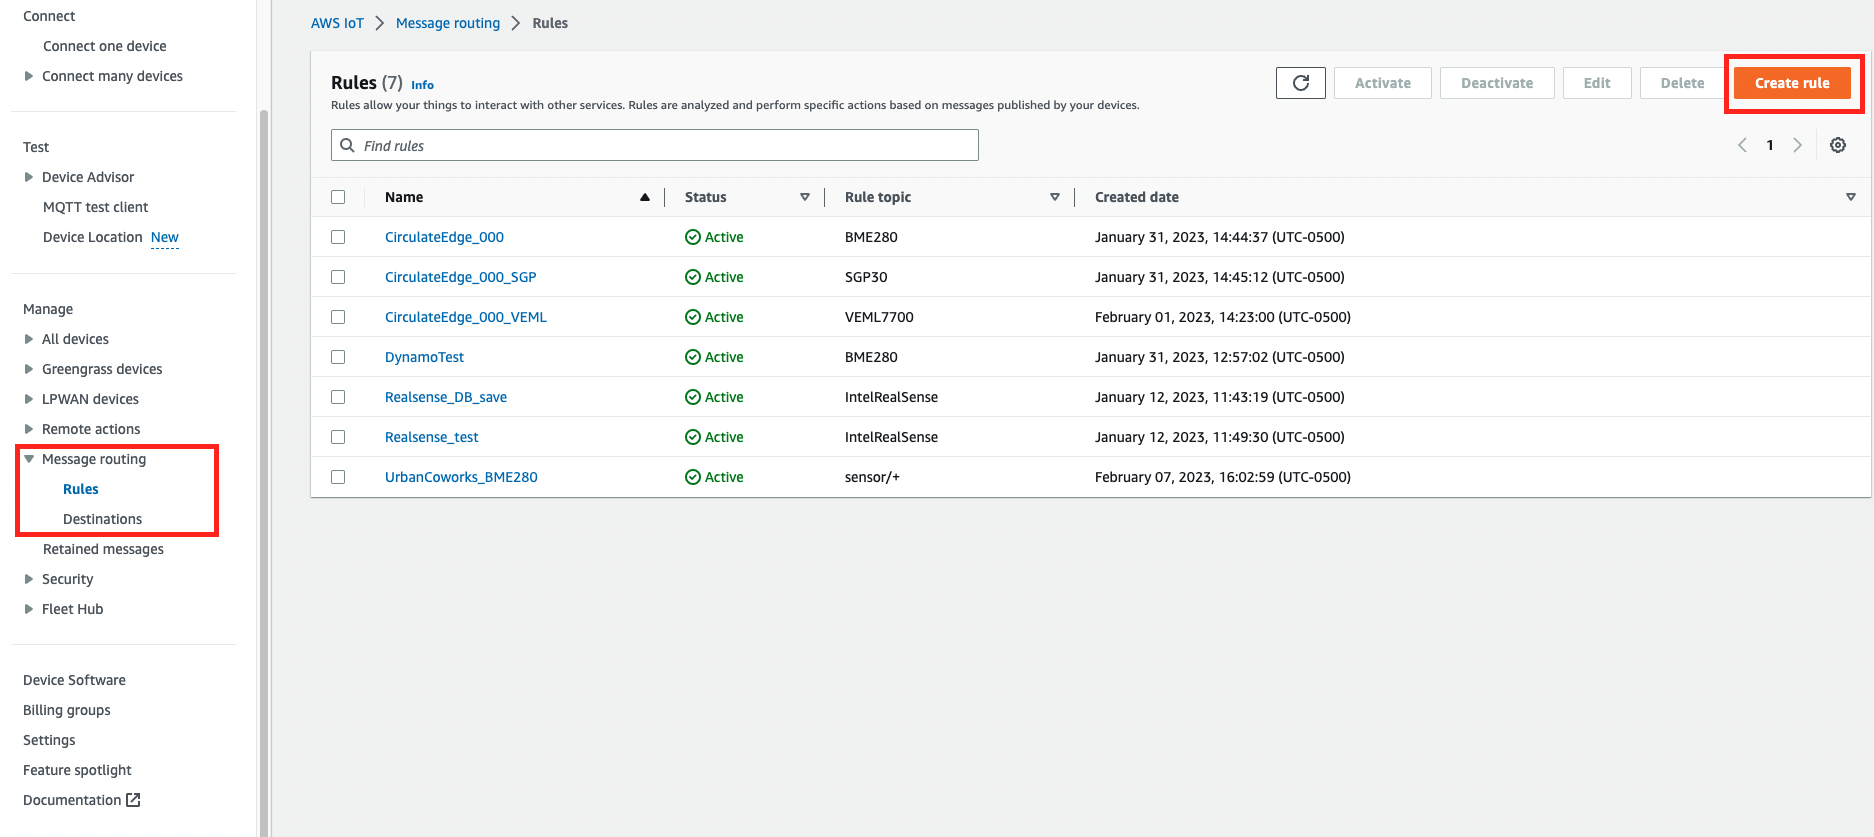 Connect
Connect one device
Connect many devices
Test
Device Advisor
MQTT test client
Device Location New
Manage
All devices
Greengrass devices
LPWAN devices
Remote actions
Message routing
Rules
Destinations
Retained messages
Security
Fleet Hub
Device Software
Billing groups
Settings
Feature spotlight
Documentation
AWS IoT Message routing Rules
Rules (7) Info
Rules allow your things to interact with other services. Rules are analyzed and perform specific actions based on messages published by your devices.
Activate Deactivate Edit Delete Create rule
Find rules
1
Name Status Rule topic Created date
CirculateEdge_000 Active BME280 January 31, 2023, 14:44:37 (UTC-0500)
CirculateEdge_000_SGP Active SGP30 January 31, 2023, 14:45:12 (UTC-0500)
CirculateEdge_000_VEML Active VEML7700 February 01, 2023, 14:23:00 (UTC-0500)
DynamoTest Active BME280 January 31, 2023, 12:57:02 (UTC-0500)
Realsense_DB_save Active IntelRealSense January 12, 2023, 11:43:19 (UTC-0500)
Realsense_test Active IntelRealSense January 12, 2023, 11:49:30 (UTC-0500)
UrbanCoworks_BME280 Active sensor/+ February 07, 2023, 16:02:59 (UTC-0500)